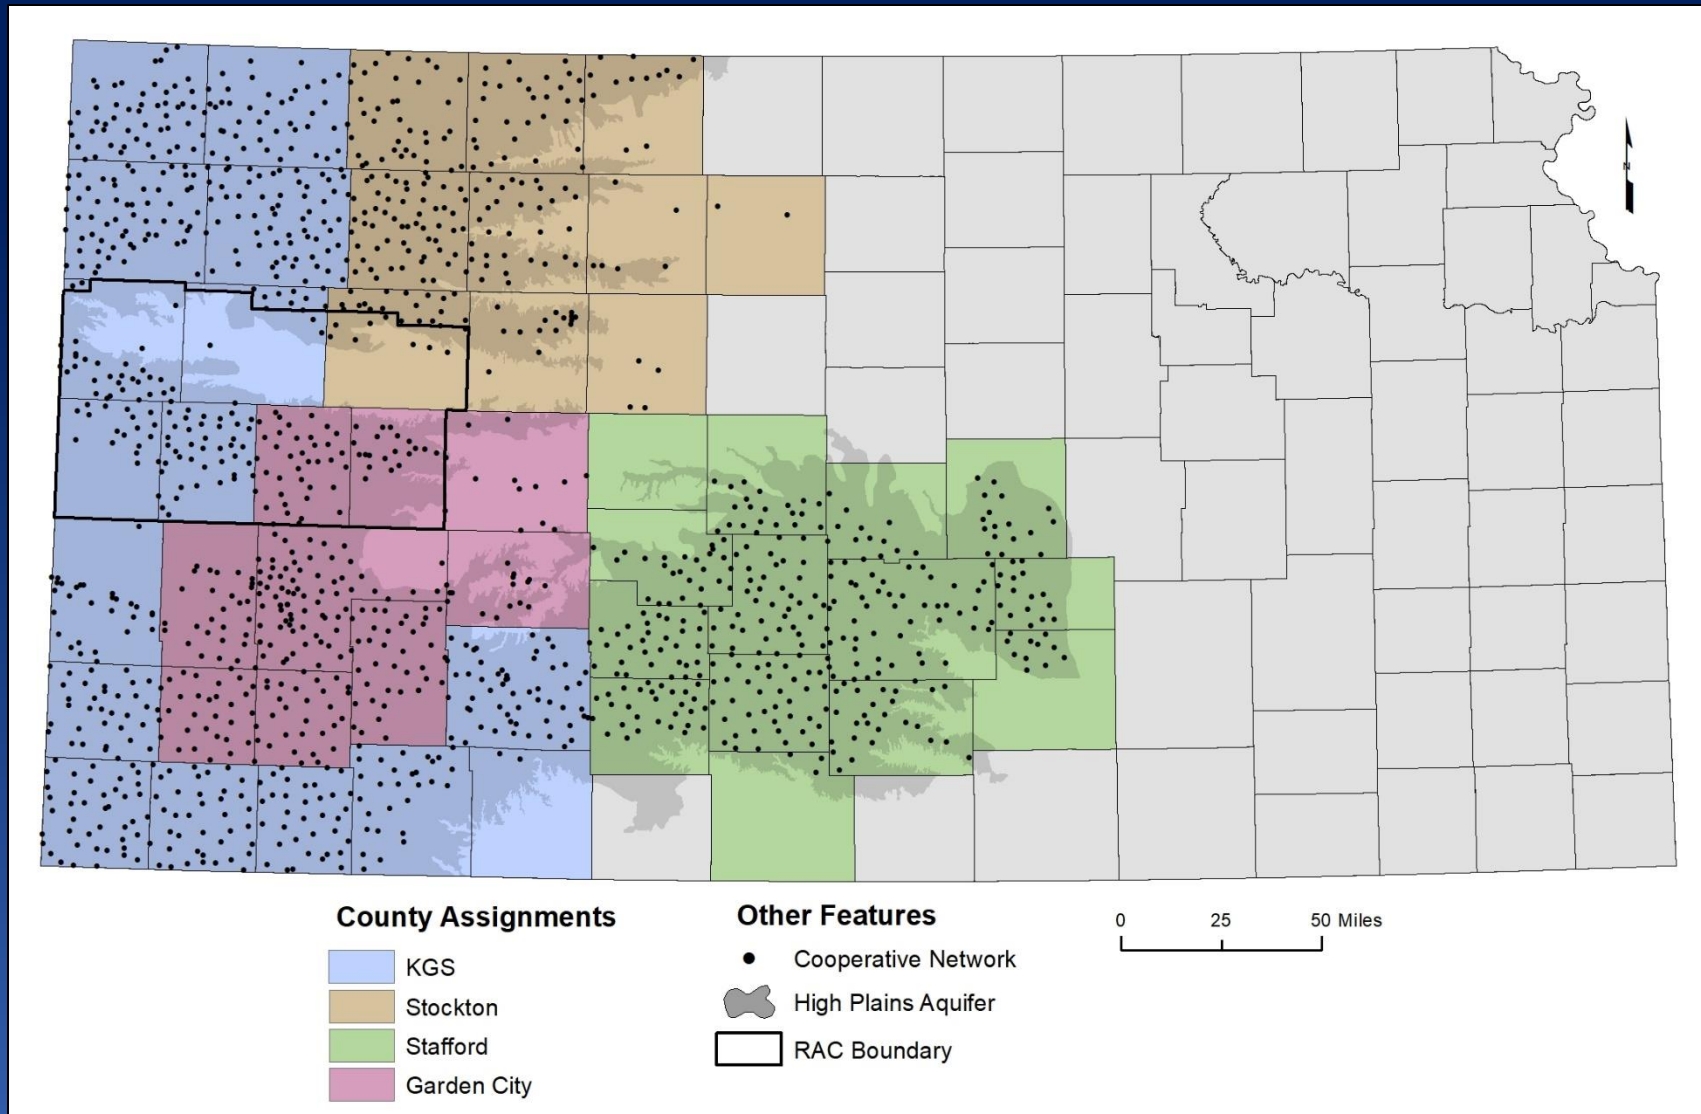 N
County Assignments
KGS
Stockton
Stafford
Garden City
Other Features
Cooperative Network
High Plains Aquifer
RAC Boundary
0 25 50 Miles